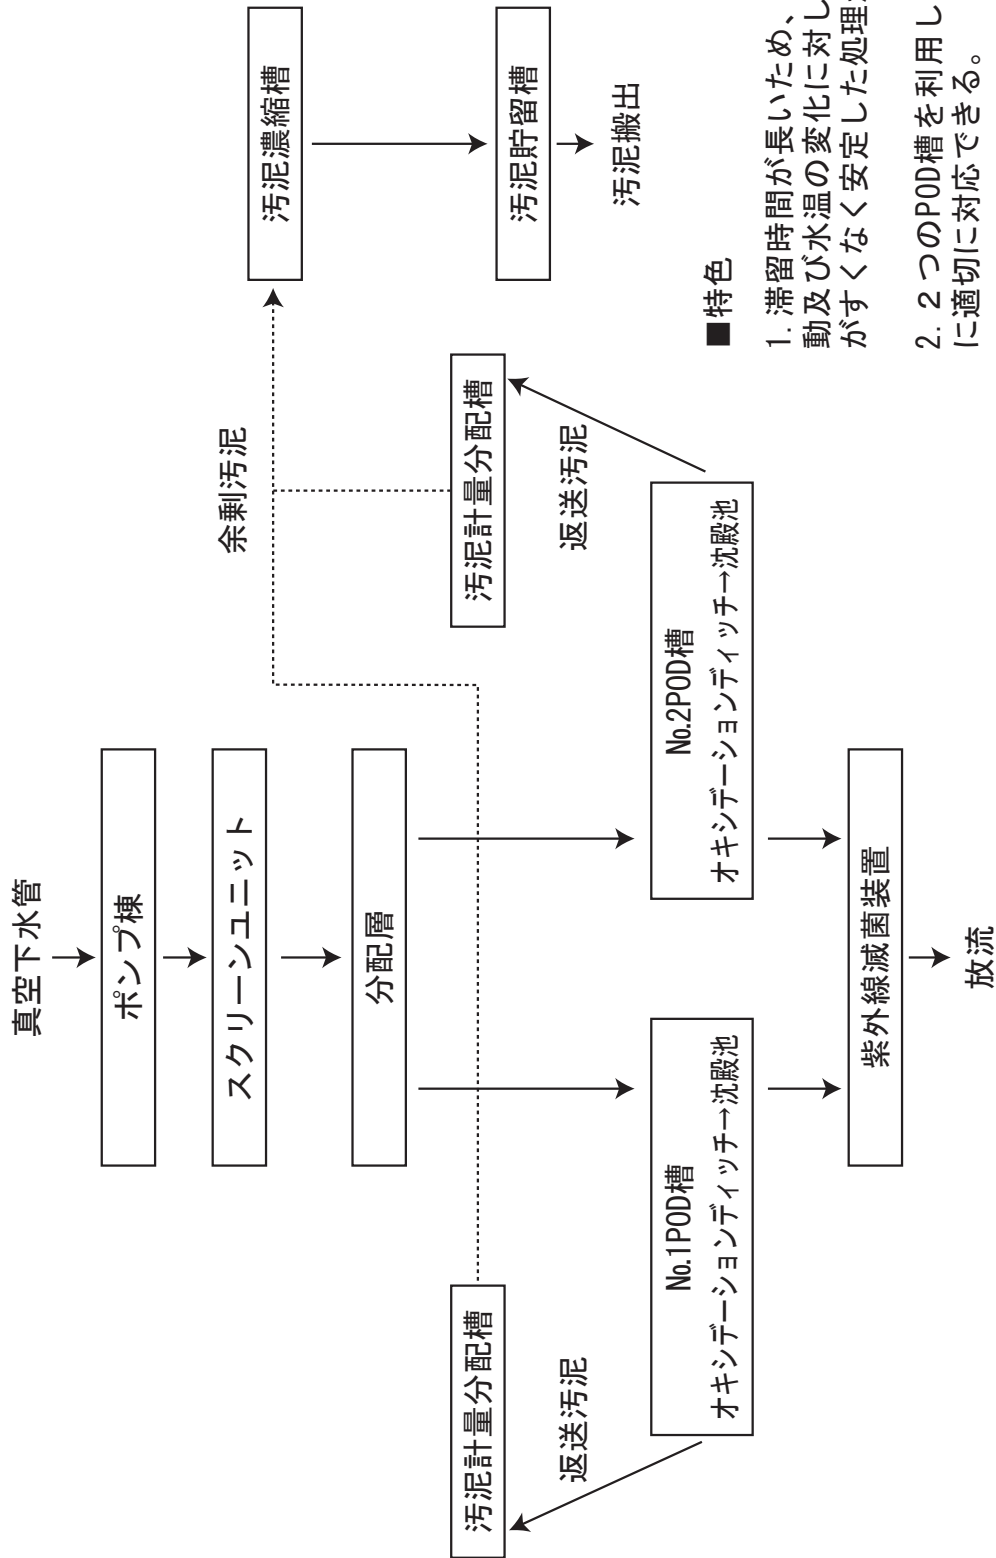 真空下水管
ポンプ棟
スクリーンユニット
分配層
余剰汚泥
汚泥濃縮槽
汚泥計量分配槽
汚泥計量分配槽
汚泥貯留槽
返送汚泥
返送汚泥
汚泥搬出
No.1POD槽
オキシデーションディッチ→沈殿池
No.2POD槽
オキシデーションディッチ→沈殿池
紫外線滅菌装置
放流
■特色
1. 滞留時間が長いため、
動及び水温の変化に対し
がすくなく安定した処理
2. ２つのPOD槽を利用し
に適切に対応できる。